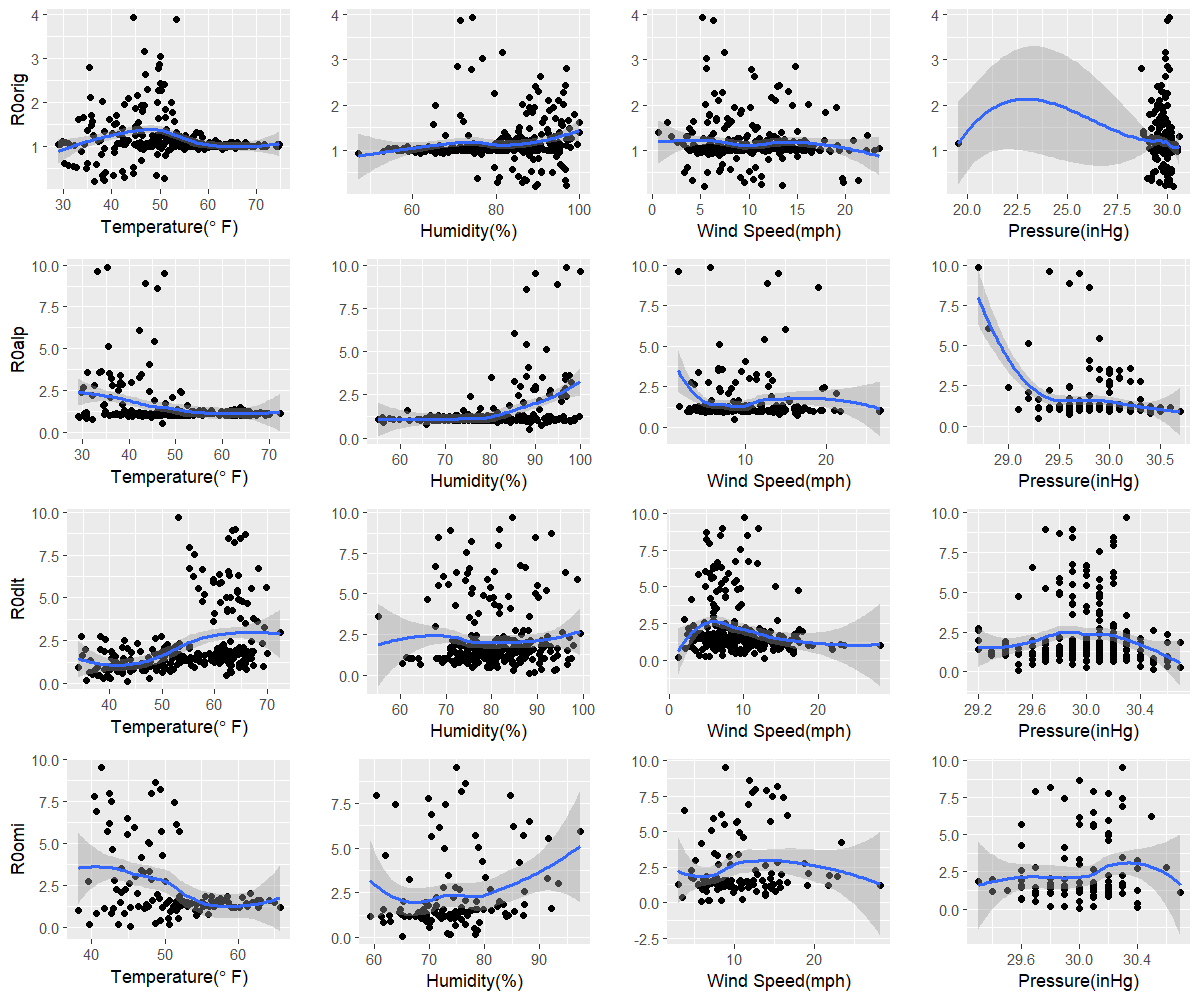 4 4 4 4
3 3 3 3
R0orig
2 2 2 2
1 1 1 1
30 40 50 60 70 60 80 100 0 5 10 15 20 20.0 22.5 25.0 27.5 30.0
Temperature(° F) Humidity(%) Wind Speed(mph) Pressure(inHg)
10.0 10.0 10.0 10.0
7.5 7.5 7.5 7.5
R0alp
5.0 5.0 5.0 5.0
2.5 2.5 2.5 2.5
0.0 0.0 0.0 0.0
30 40 50 60 70 60 70 80 90 100 10 20 29.0 29.5 30.0 30.5
Temperature(° F) Humidity(%) Wind Speed(mph) Pressure(inHg)
10.0 10.0 10.0 10.0
7.5 7.5 7.5 7.5
R0dlt
5.0 5.0 5.0 5.0
2.5 2.5 2.5 2.5
0.0 0.0 0.0 0.0
40 50 60 70 60 70 80 90 100 0 10 20 29.2 29.6 30.0 30.4
Temperature(° F) Humidity(%) Wind Speed(mph) Pressure(inHg)
10.0 7.5 10.0 10.0
7.5 5.0 7.5 7.5
R0omi
5.0 2.5 5.0 5.0
2.5 0.0 2.5 2.5
0.0 0.0 0.0
-2.5
40 50 60 60 70 80 90 10 20 29.6 30.0 30.4
Temperature(° F) Humidity(%) Wind Speed(mph) Pressure(inHg)